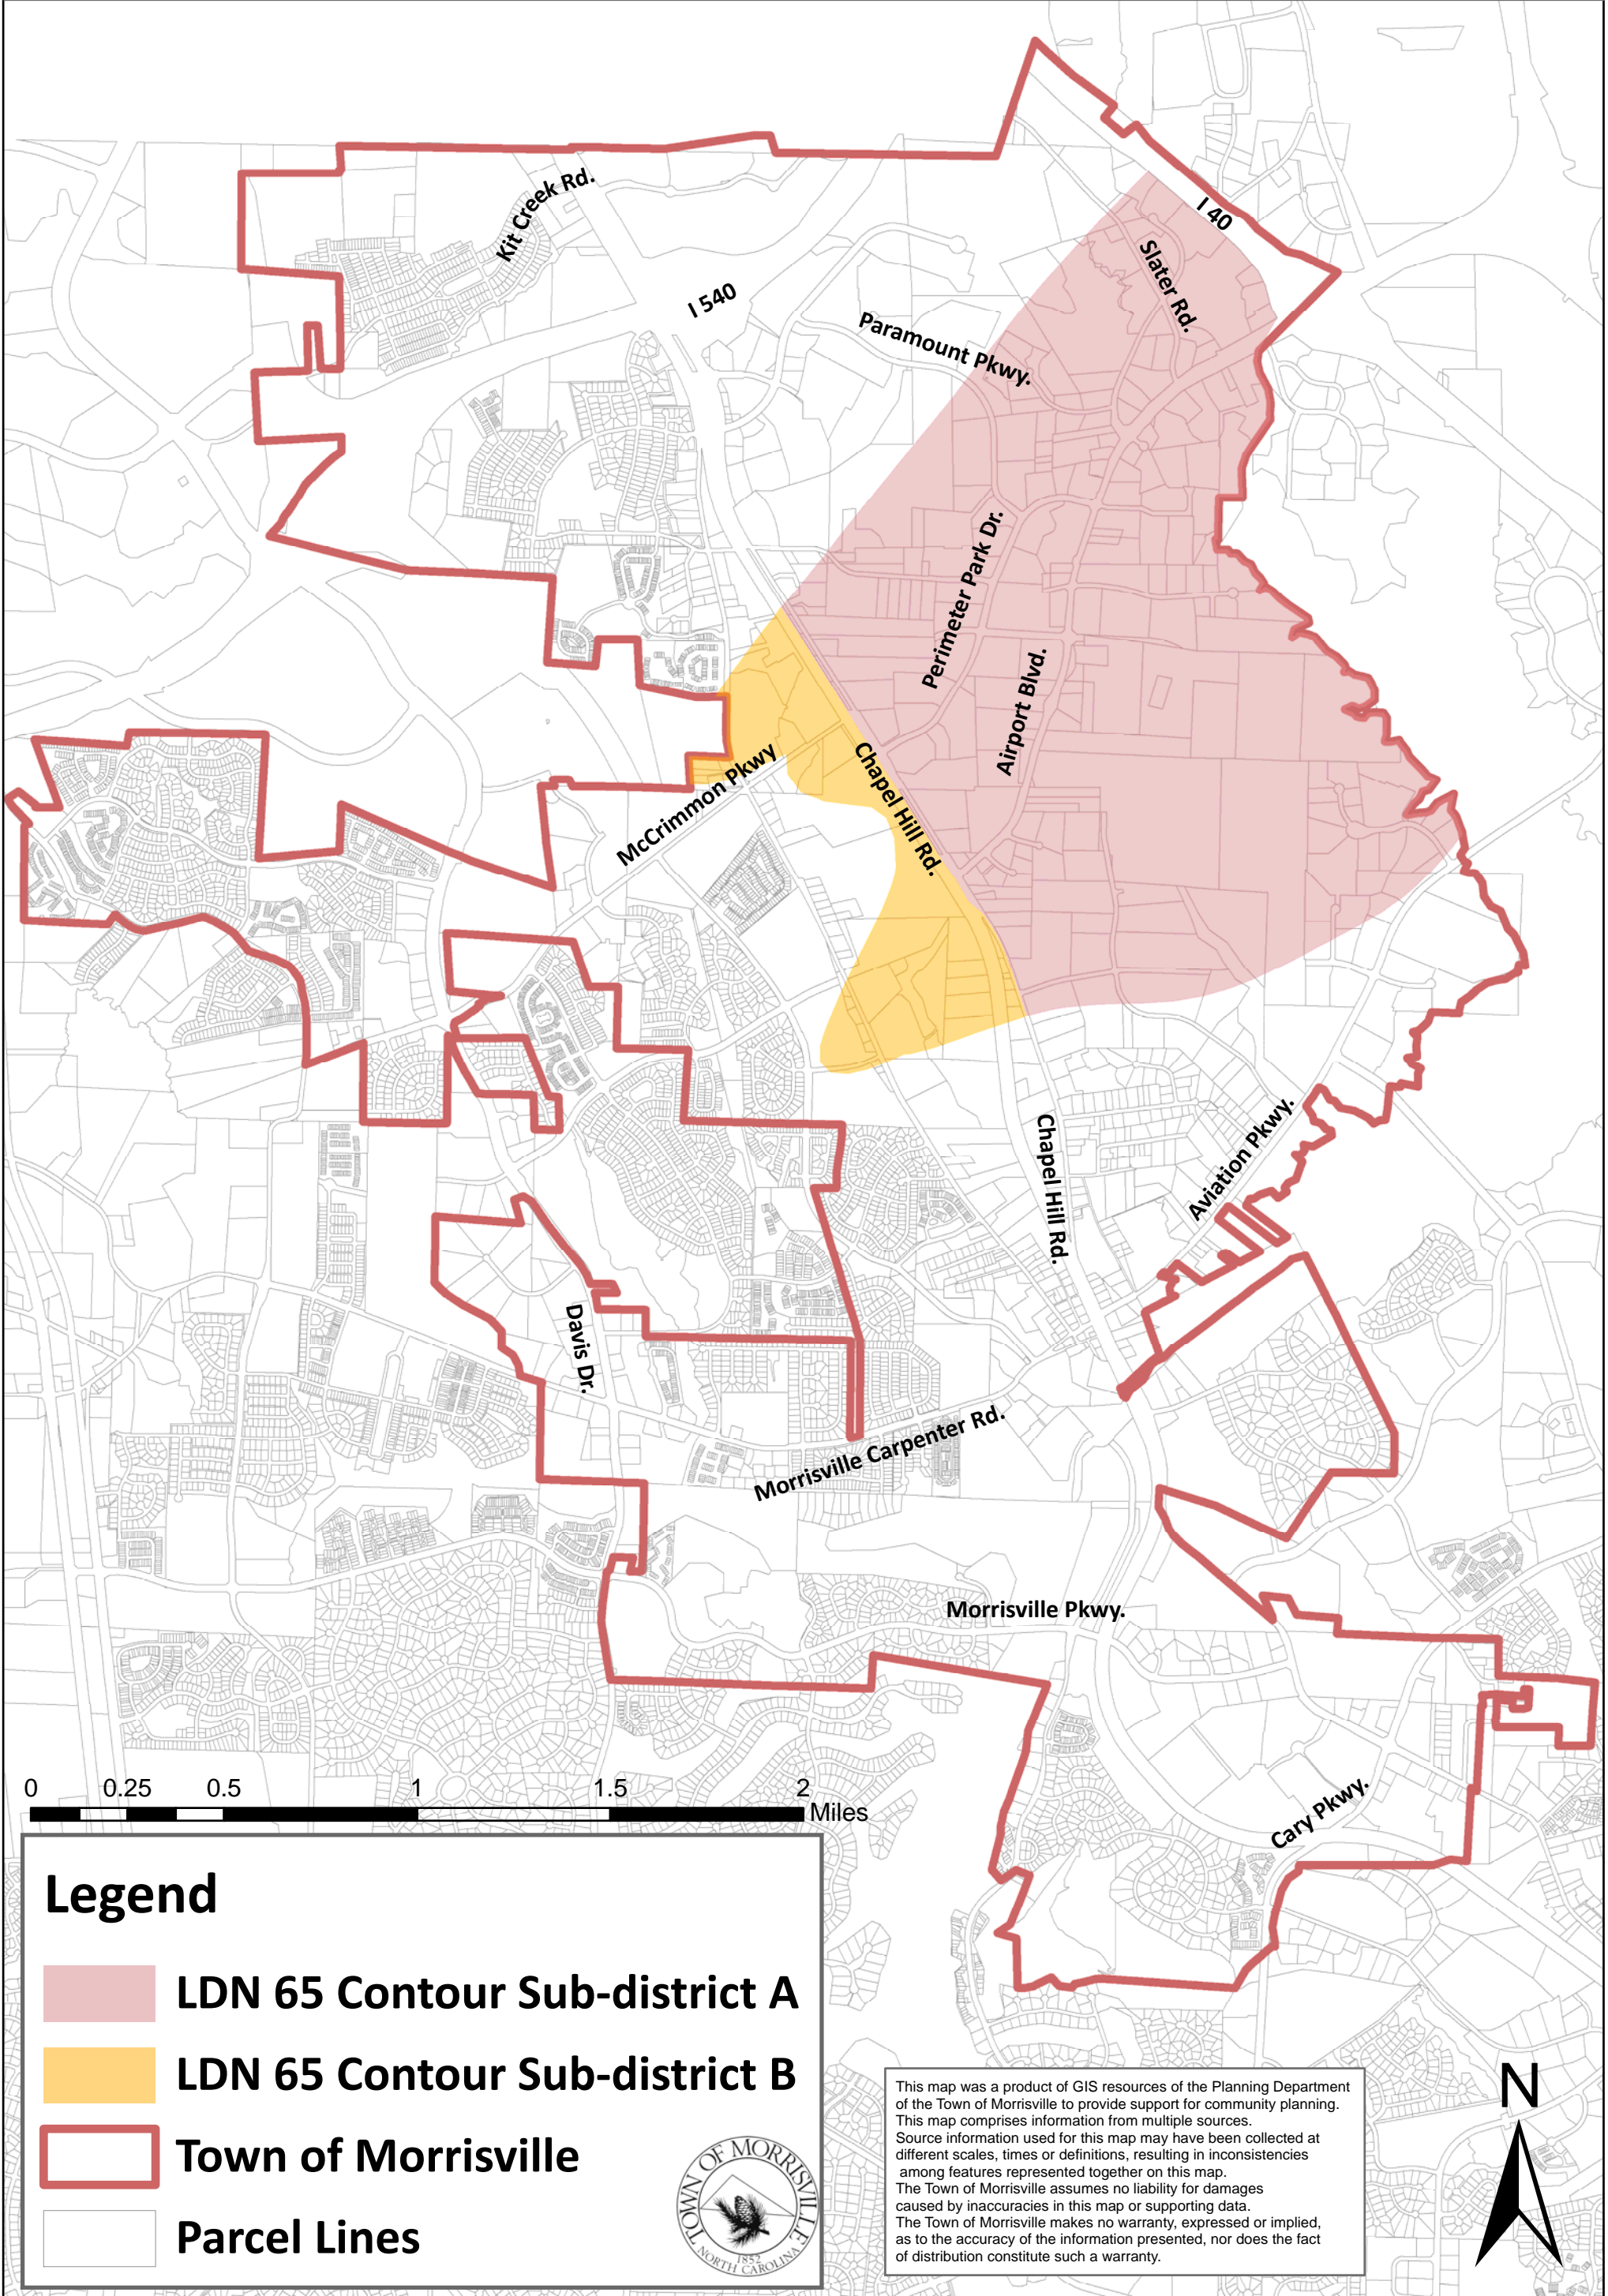 I 40
Kit Creek Rd.
Slater Rd.
I 540
Paramount Pkwy.
Perimeter Park Dr.
Airport Blvd.
McCrimmon Pkwy
Chapel Hill Rd.
Chapel Hill Rd.
Aviation Pkwy.
Davis Dr.
Morrisville Carpenter Rd.
Morrisville Pkwy.
Cary Pkwy.
0 0.25 0.5 1 1.5 2
Miles
Legend
LDN 65 Contour Sub-district A
LDN 65 Contour Sub-district B
Town of Morrisville
Parcel Lines
TOWN OF MORRISVILLE
1852
NORTH CAROLINA
This map was a product of GIS resources of the Planning Department
of the Town of Morrisville to provide support for community planning.
This map comprises information from multiple sources.
Source information used for this map may have been collected at
different scales, times or definitions, resulting in inconsistencies
among features represented together on this map.
The Town of Morrisville assumes no liability for damages
caused by inaccuracies in this map or supporting data.
The Town of Morrisville makes no warranty, expressed or implied,
as to the accuracy of the information presented, nor does the fact
of distribution constitute such a warranty.
N